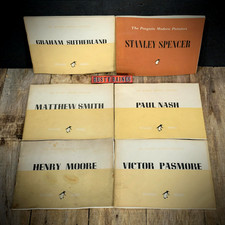 GRAHAM SUTHERLAND
The Penguin Modern Painters
STANLEY SPENCER
MATTHEW SMITH
PAUL NASH
HENRY MOORE
VICTOR PASMORE